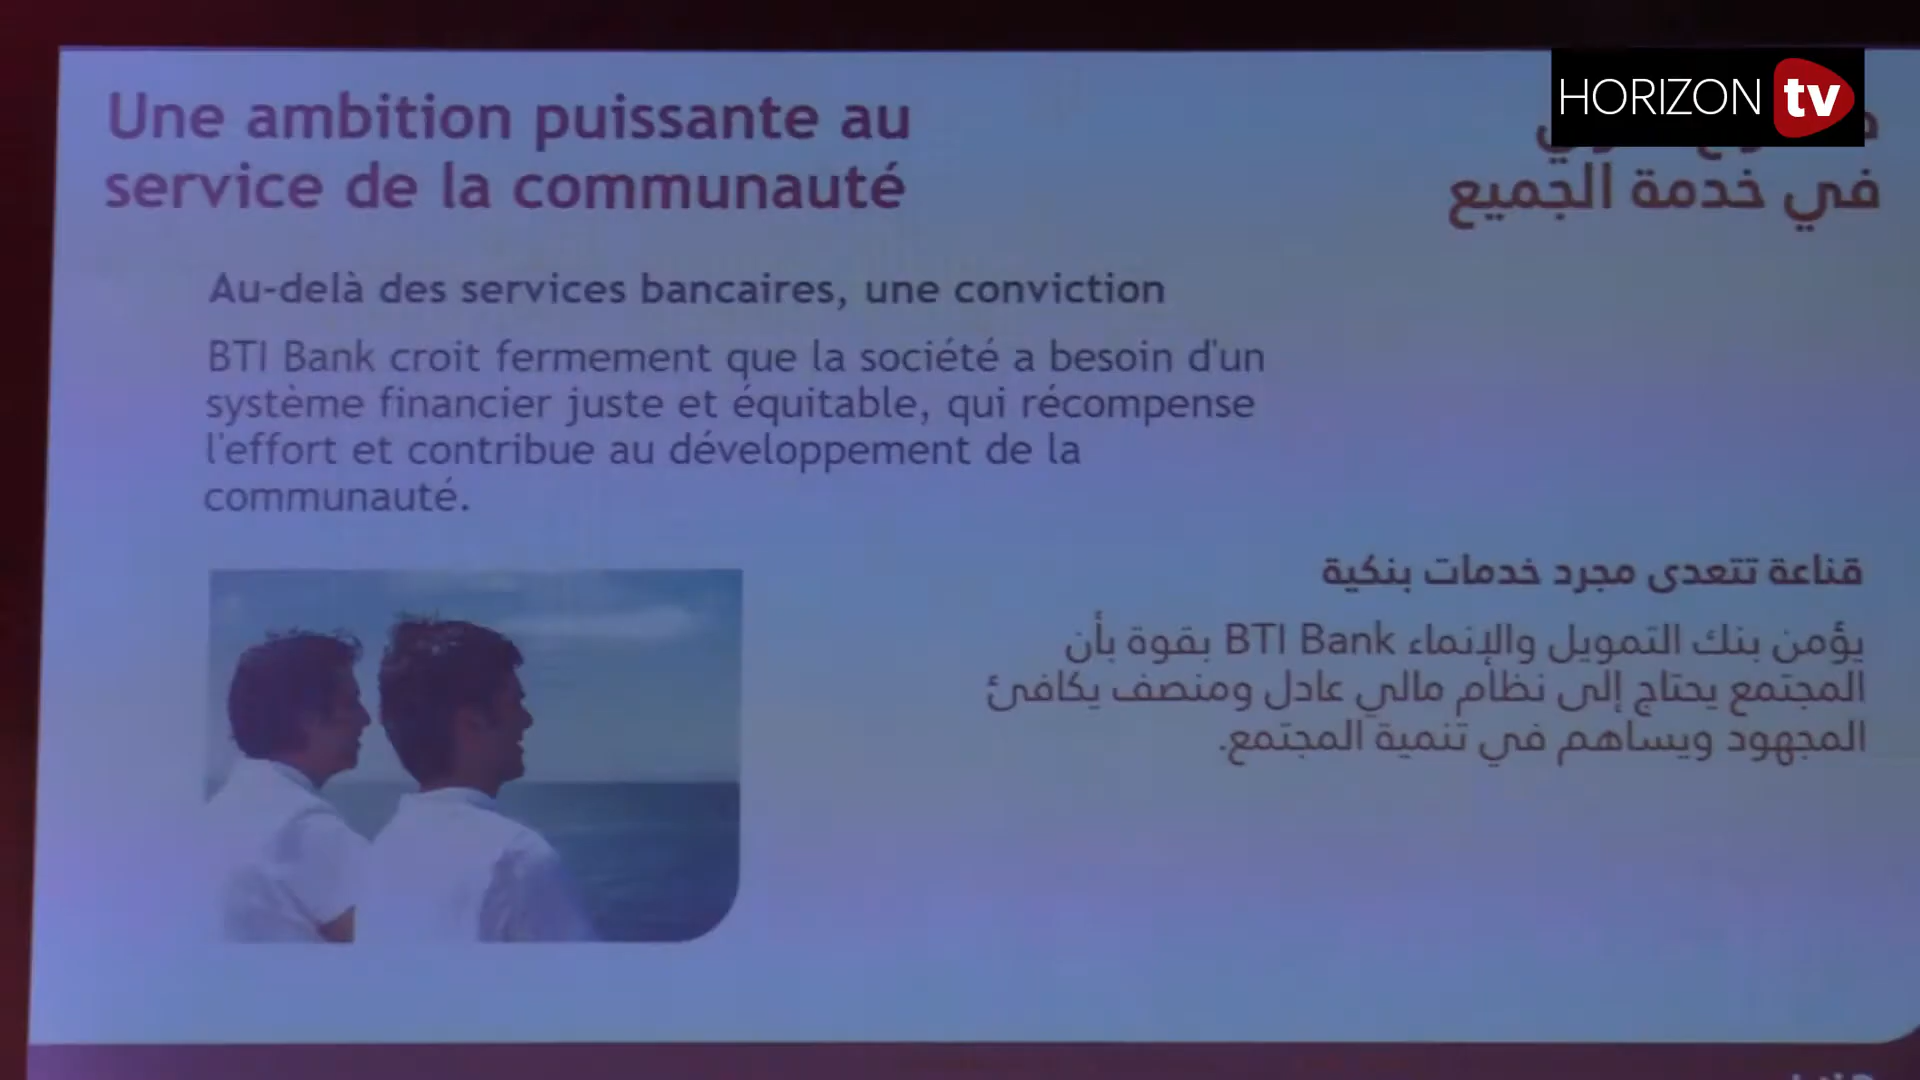 HORIZON tv
Une ambition puissante au
service de la communauté
في خدمة الجميع
Au-delà des services bancaires, une conviction
BTI Bank croit fermement que la société a besoin d'un
système financier juste et équitable, qui récompense
l'effort et contribue au développement de la
communauté.
قناعة تتعدى مجرد خدمات بنكية
يؤمن بنك التمويل والإنماء BTI Bank بقوة بأن
المجتمع يحتاج إلى نظام مالي عادل ومنصف يكافئ
المجهود ويساهم في تنمية المجتمع.